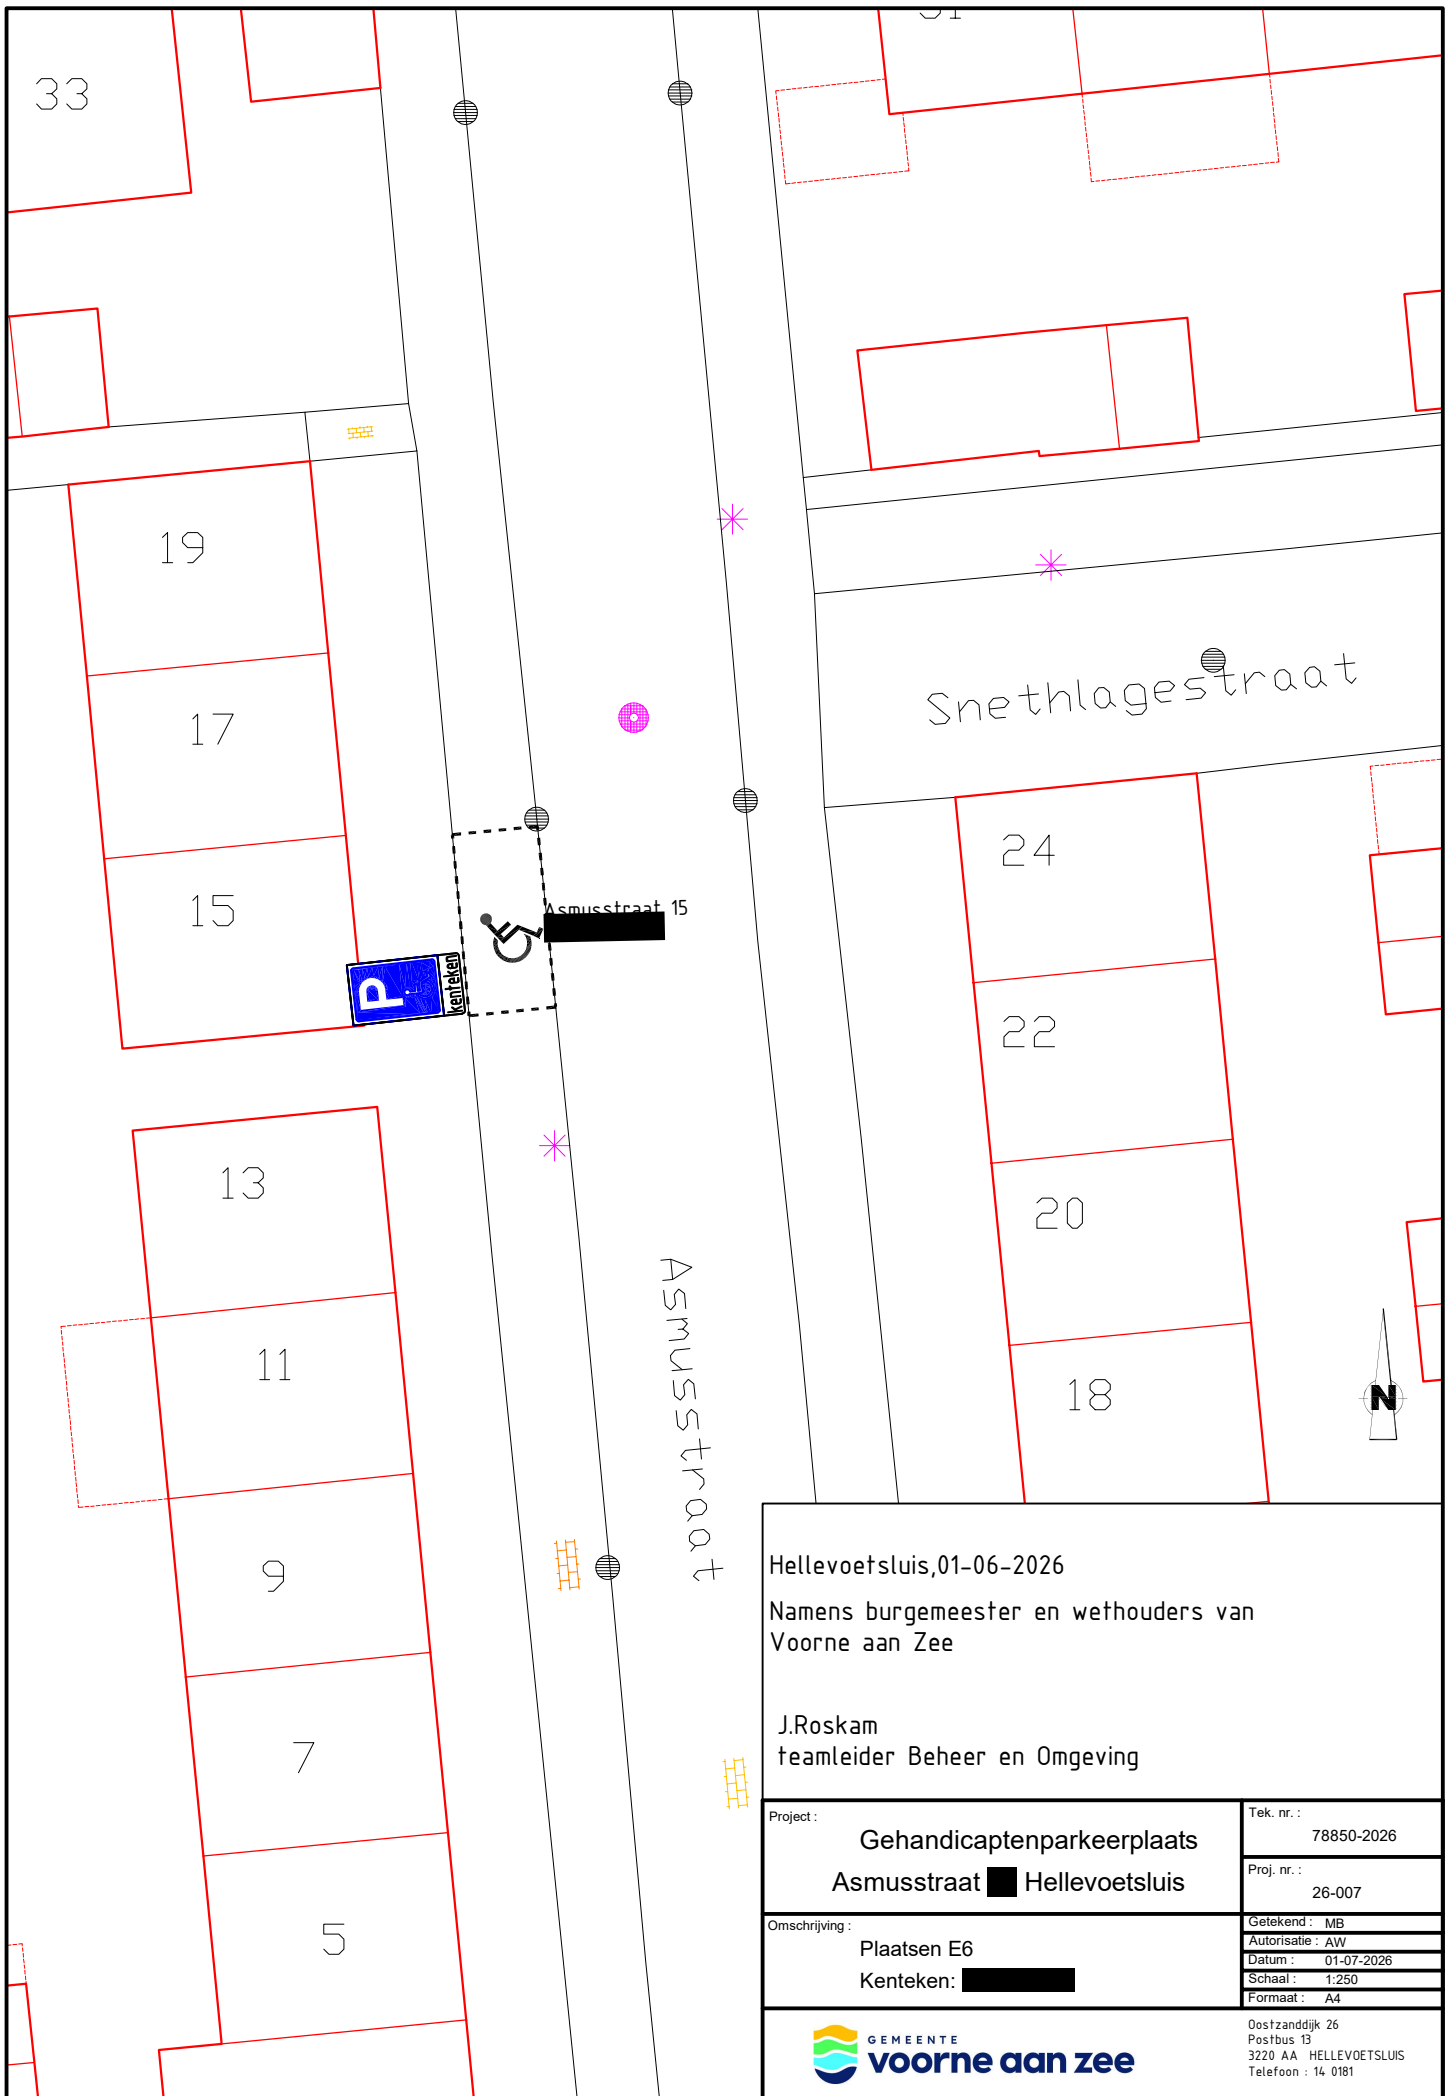 33
19
17
15
Snethlagestraat
24
Asmusstraat 15
P
kenteken
22
13
20
11
18
Asmusstraat
N
9
7
5
Hellevoetsluis,01-06-2026
Namens burgemeester en wethouders van
Voorne aan Zee
J.Roskam
teamleider Beheer en Omgeving
Project :
Gehandicaptenparkeerplaats
Asmusstraat Hellevoetsluis
Tek. nr. :
78850-2026
Proj. nr. :
26-007
Omschrijving :
Plaatsen E6
Kenteken:
Getekend : MB
Autorisatie : AW
Datum : 01-07-2026
Schaal : 1:250
Formaat : A4
GEMEENTE
voorne aan zee
Oostzanddijk 26
Postbus 13
3220 AA HELLEVOETSLUIS
Telefoon : 14 0181